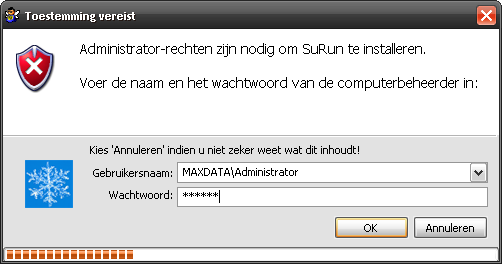 Toestemming vereist
Administrator-rechten zijn nodig om SuRun te installeren.
Voer de naam en het wachtwoord van de computerbeheerder in:
Kies 'Annuleren' indien u niet zeker weet wat dit inhoudt!
Gebruikersnaam: MAXDATA\Administrator
Wachtwoord: ******
OK Annuleren